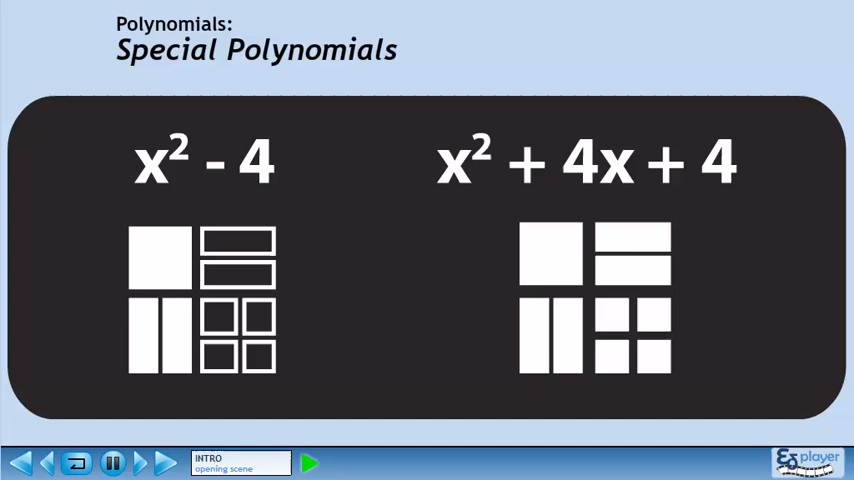 Polynomials:
Special Polynomials
x² - 4
x² + 4x + 4
INTRO
opening scene
player